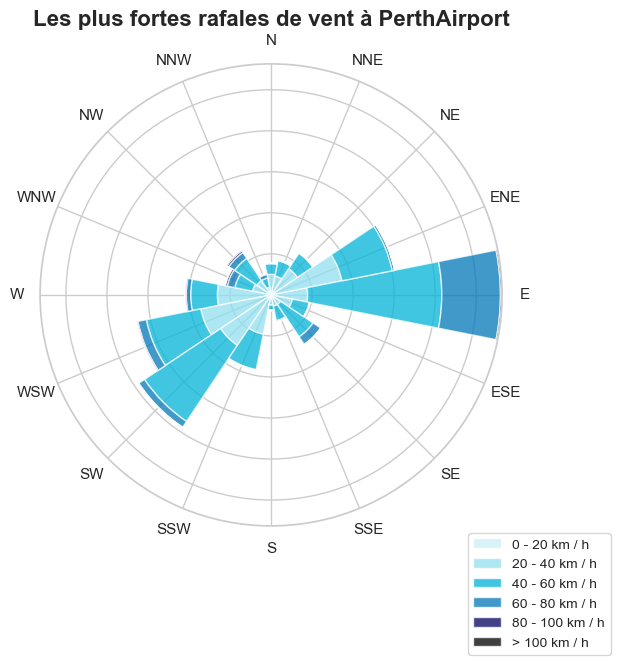 Les plus fortes rafales de vent à PerthAirport
N
NNW
NNE
NW
NE
WNW
ENE
W
E
WSW
ESE
SW
SE
SSW
SSE
S
0 - 20 km / h
20 - 40 km / h
40 - 60 km / h
60 - 80 km / h
80 - 100 km / h
> 100 km / h